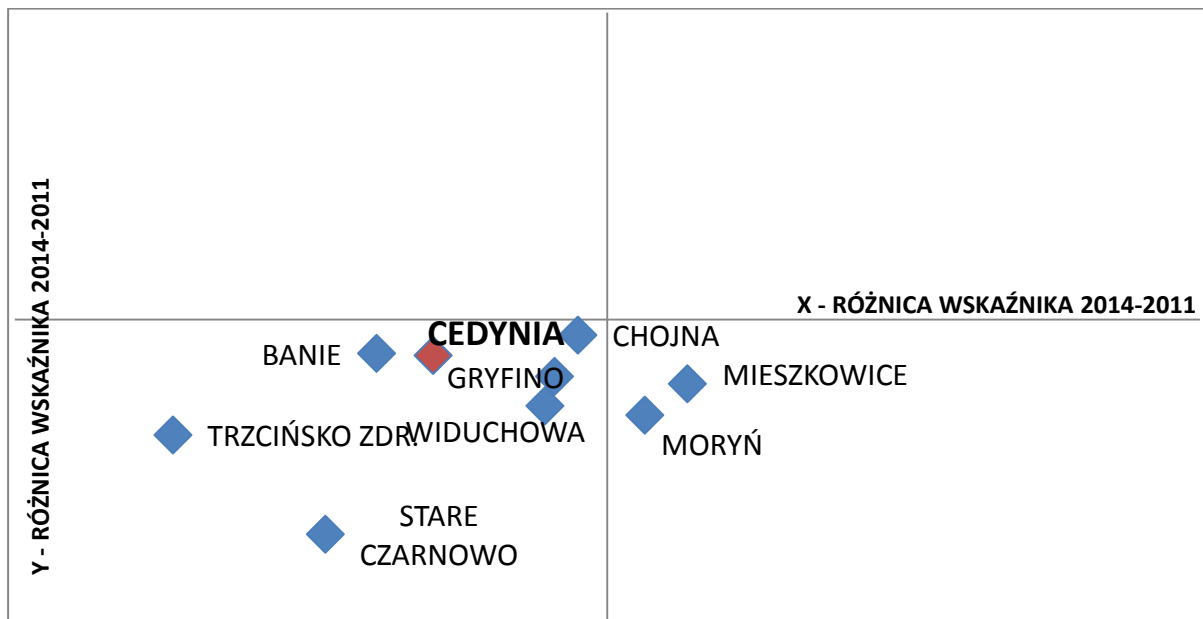 Y - RÓŻNICA WSKAŹNIKA 2014-2011
X - RÓŻNICA WSKAŹNIKA 2014-2011
CEDYNIA
CHOJNA
BANIE
GRYFINO
MIESZKOWICE
TRZCIŃSKO ZDR.
WIDUCHOWA
MORYŃ
STARE
CZARNOWO